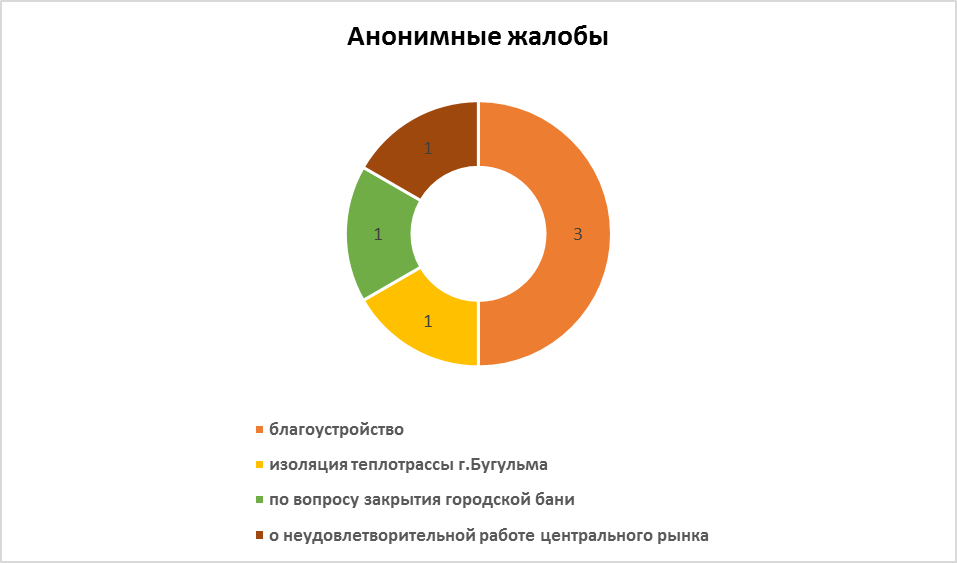 Анонимные жалобы
1
3
1
1
благоустройство
изоляция теплотрассы г.Бугульма
по вопросу закрытия городской бани
о неудовлетворительной работе центрального рынка